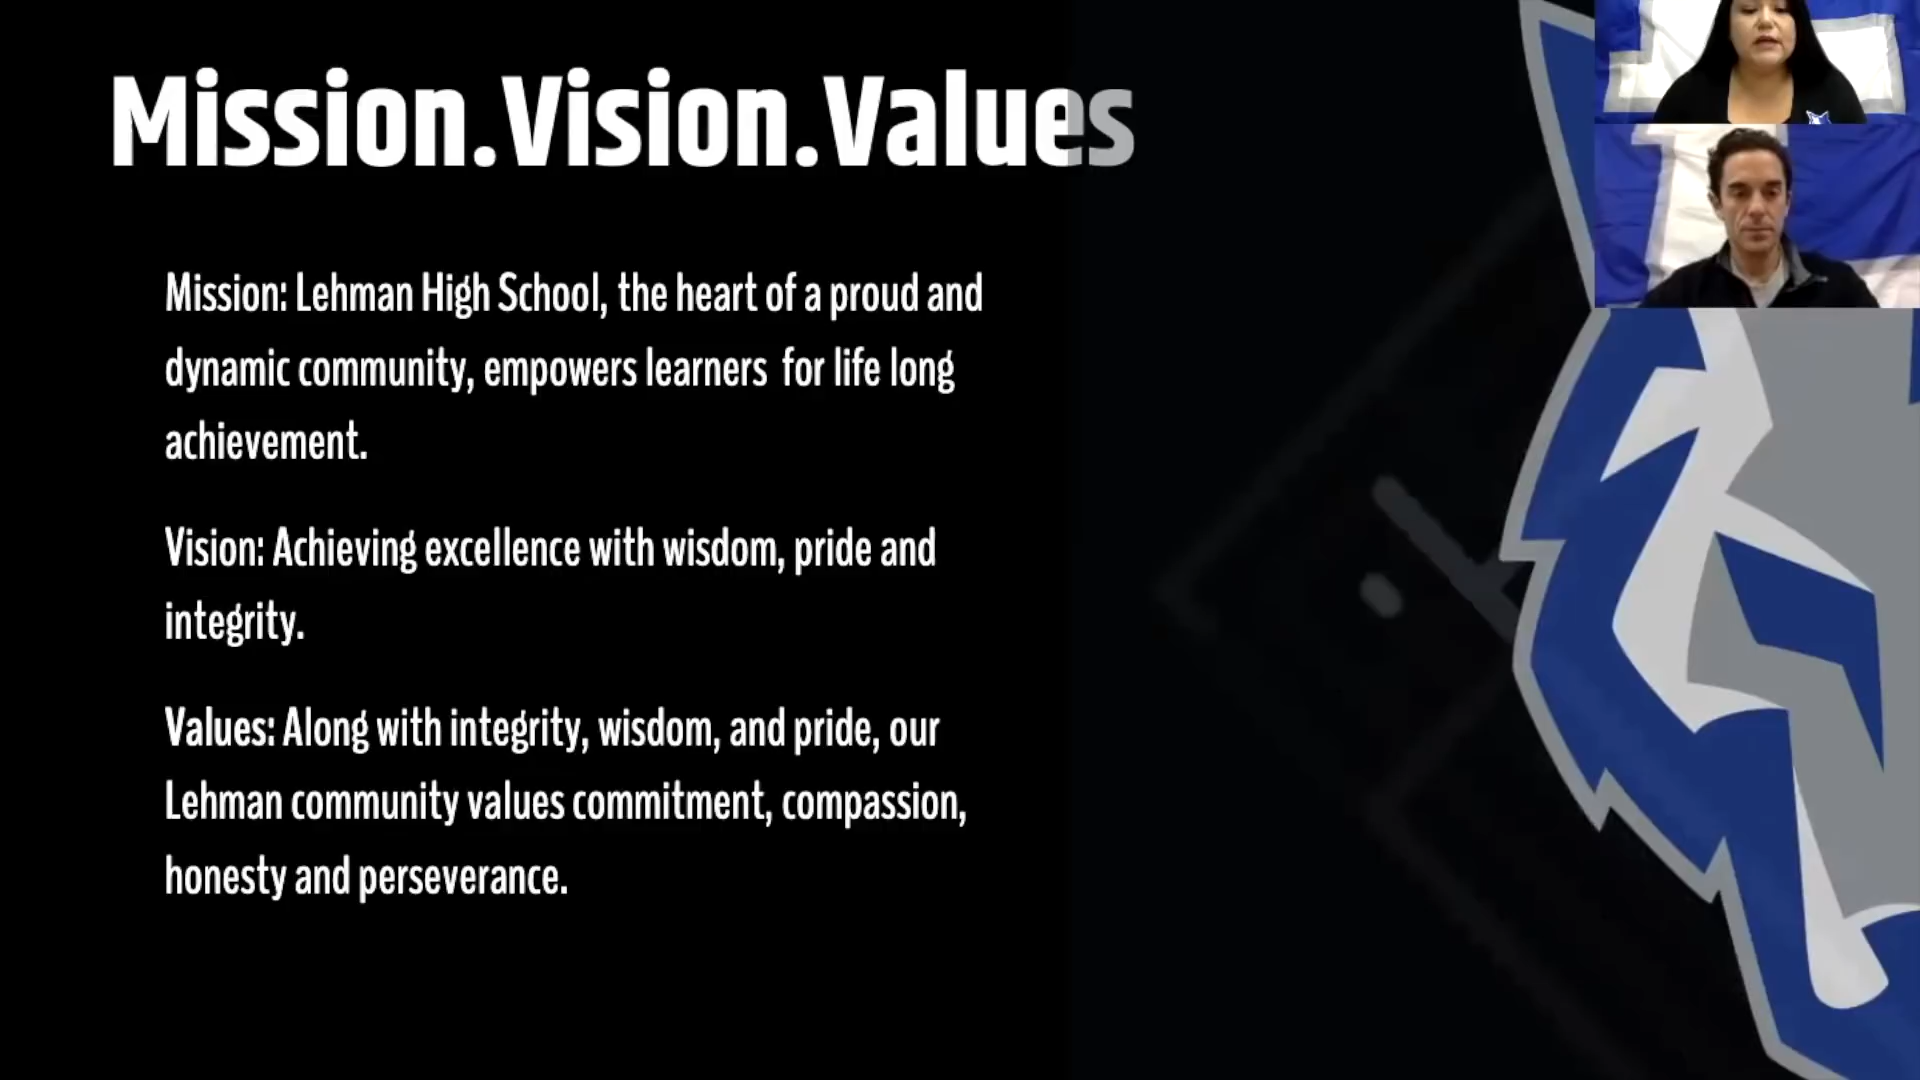 Mission.Vision.Values
Mission: Lehman High School, the heart of a proud and
dynamic community, empowers learners  for life long
achievement.
Vision: Achieving excellence with wisdom, pride and
integrity.
Values: Along with integrity, wisdom, and pride, our
Lehman community values commitment, compassion,
honesty and perseverance.